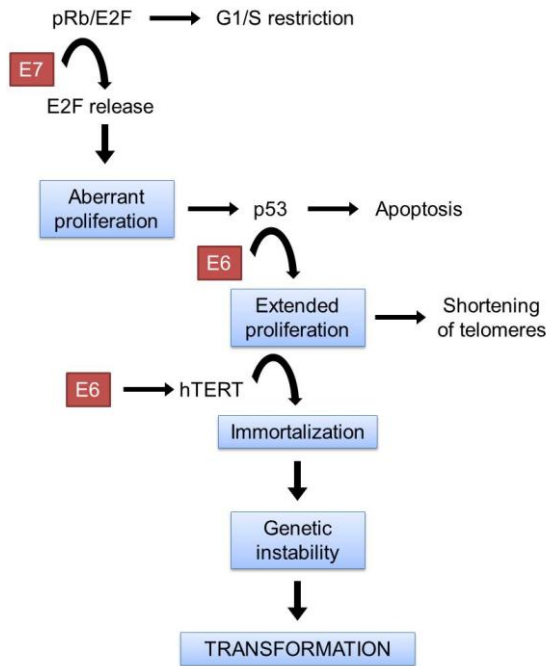 pRb/E2F
G1/S restriction
E7
E2F release
Aberrant
proliferation
p53
Apoptosis
E6
Extended
proliferation
Shortening
of telomeres
E6
hTERT
Immortalization
Genetic
instability
TRANSFORMATION